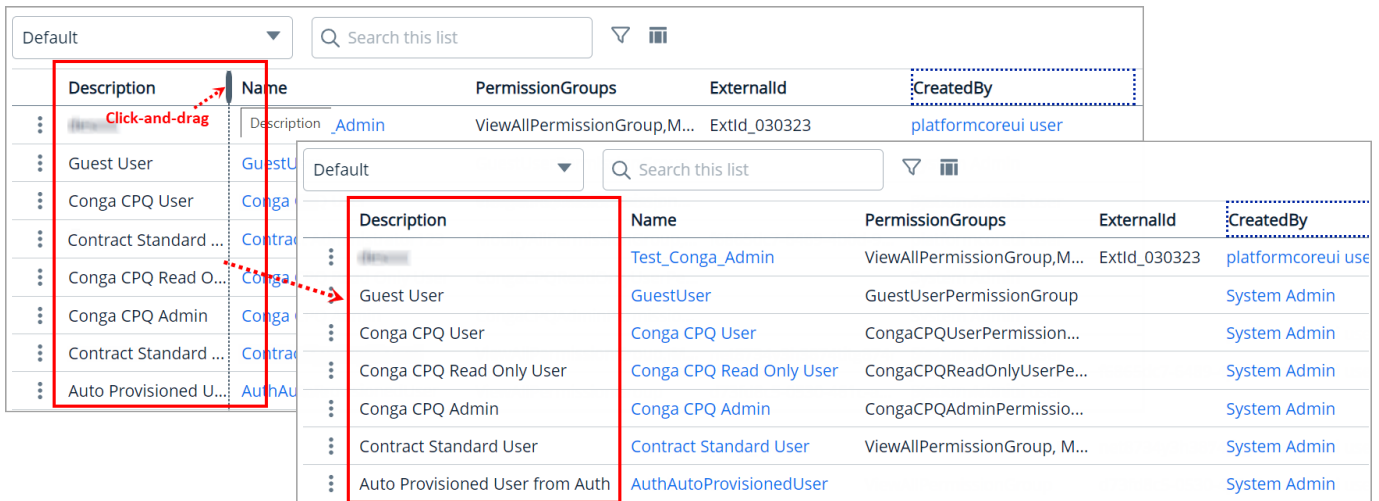 Default
Search this list
Description Name PermissionGroups ExternalId CreatedBy
Click-and-drag
Description _Admin ViewAllPermissionGroup,M... ExtId_030323 platformcoreui user
Guest User GuestU
Conga CPQ User Conga
Contract Standard ... Contrac
Conga CPQ Read O... Conga
Conga CPQ Admin Conga
Contract Standard ... Contrac
Auto Provisioned U... AuthAu
Default
Search this list
Description Name PermissionGroups ExternalId CreatedBy
Test_Conga_Admin ViewAllPermissionGroup,M... ExtId_030323 platformcoreui use
Guest User GuestUser GuestUserPermissionGroup System Admin
Conga CPQ User Conga CPQ User CongaCPQUserPermission... System Admin
Conga CPQ Read Only User Conga CPQ Read Only User CongaCPQReadOnlyUserPe... System Admin
Conga CPQ Admin Conga CPQ Admin CongaCPQAdminPermissio... System Admin
Contract Standard User Contract Standard User ViewAllPermissionGroup, M... System Admin
Auto Provisioned User from Auth AuthAutoProvisionedUser System Admin